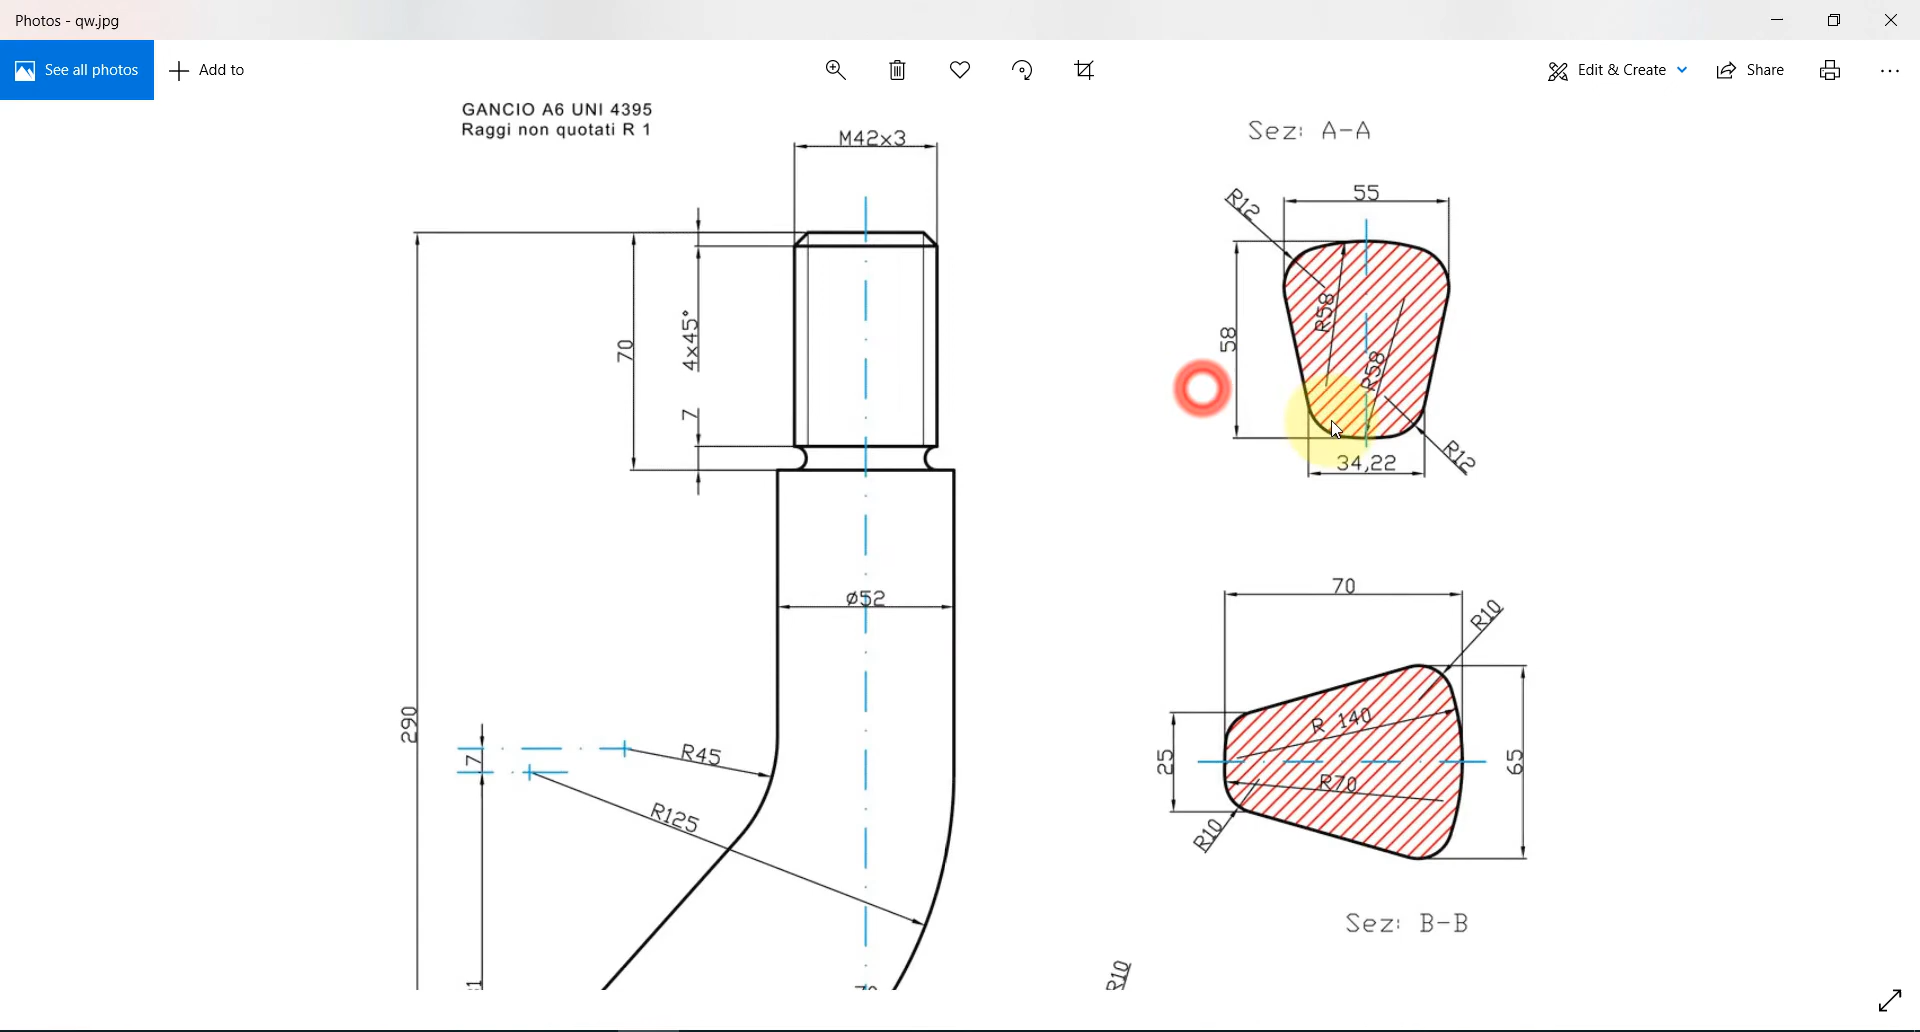 Photos - qw.jpg
See all photos
Add to
Edit & Create
Share
GANCIO A6 UNI 4395
Raggi non quotati R 1
M42x3
Sez: A-A
R12
55
R58
58
R58
70
4x45°
7
R12
34,22
Ø52
70
R10
290
7
R45
R 140
25
65
R70
R125
R10
Sez: B-B
R10